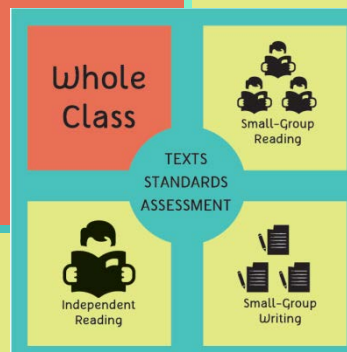 Whole
Class
Small-Group
Reading
TEXTS
STANDARDS
ASSESSMENT
Independent
Reading
Small-Group
Writing